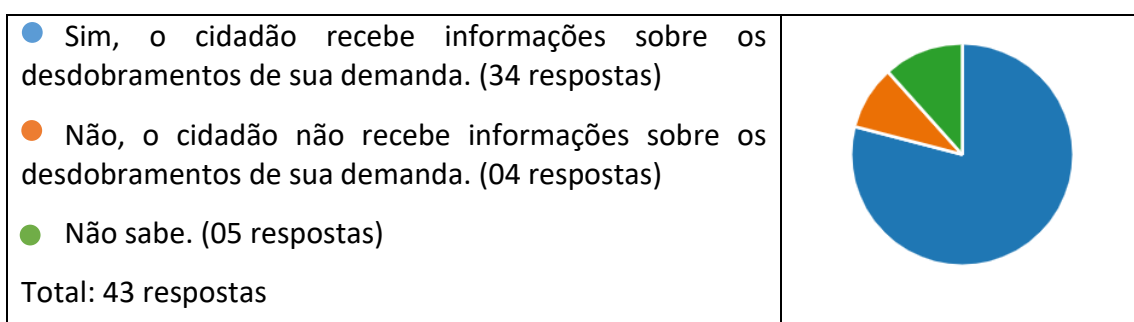 Sim, o cidadão recebe informações sobre os
desdobramentos de sua demanda. (34 respostas)
Não, o cidadão não recebe informações sobre os
desdobramentos de sua demanda. (04 respostas)
Não sabe. (05 respostas)
Total: 43 respostas